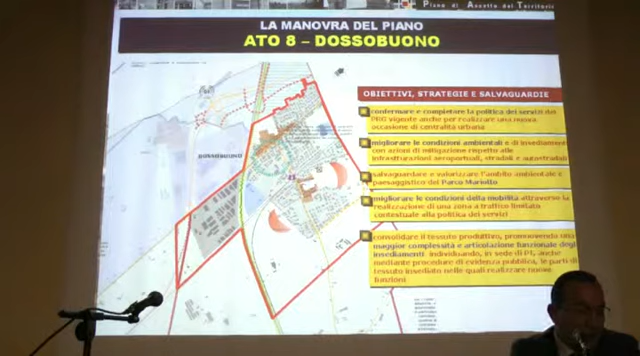 Piano di Assetto del Territorio
LA MANOVRA DEL PIANO
ATO 8 – DOSSOBUONO
DOSSOBUONO
OBIETTIVI, STRATEGIE E SALVAGUARDIE
confermare e completare la politica dei servizi del
PRG vigente anche per realizzare una nuova
occasione di centralità urbana
migliorare le condizioni ambientali e di insediamento
con azioni di mitigazione rispetto alle
infrastrutturazioni aeroportuali, stradali e autostradali
salvaguardare e valorizzare l'ambito ambientale e
paesaggistico del Parco
migliorare le condizioni della mobilità attraverso la
realizzazione di una zona a traffico limitato
contestuale alla politica dei servizi
consolidare il tessuto produttivo, promovendo una
maggior complessità e articolazione funzionale degli
insediamenti individuando, in sede di PI, anche
mediante procedure di evidenza pubblica, le parti di
tessuto insediato nelle quali realizzare nuove
funzioni